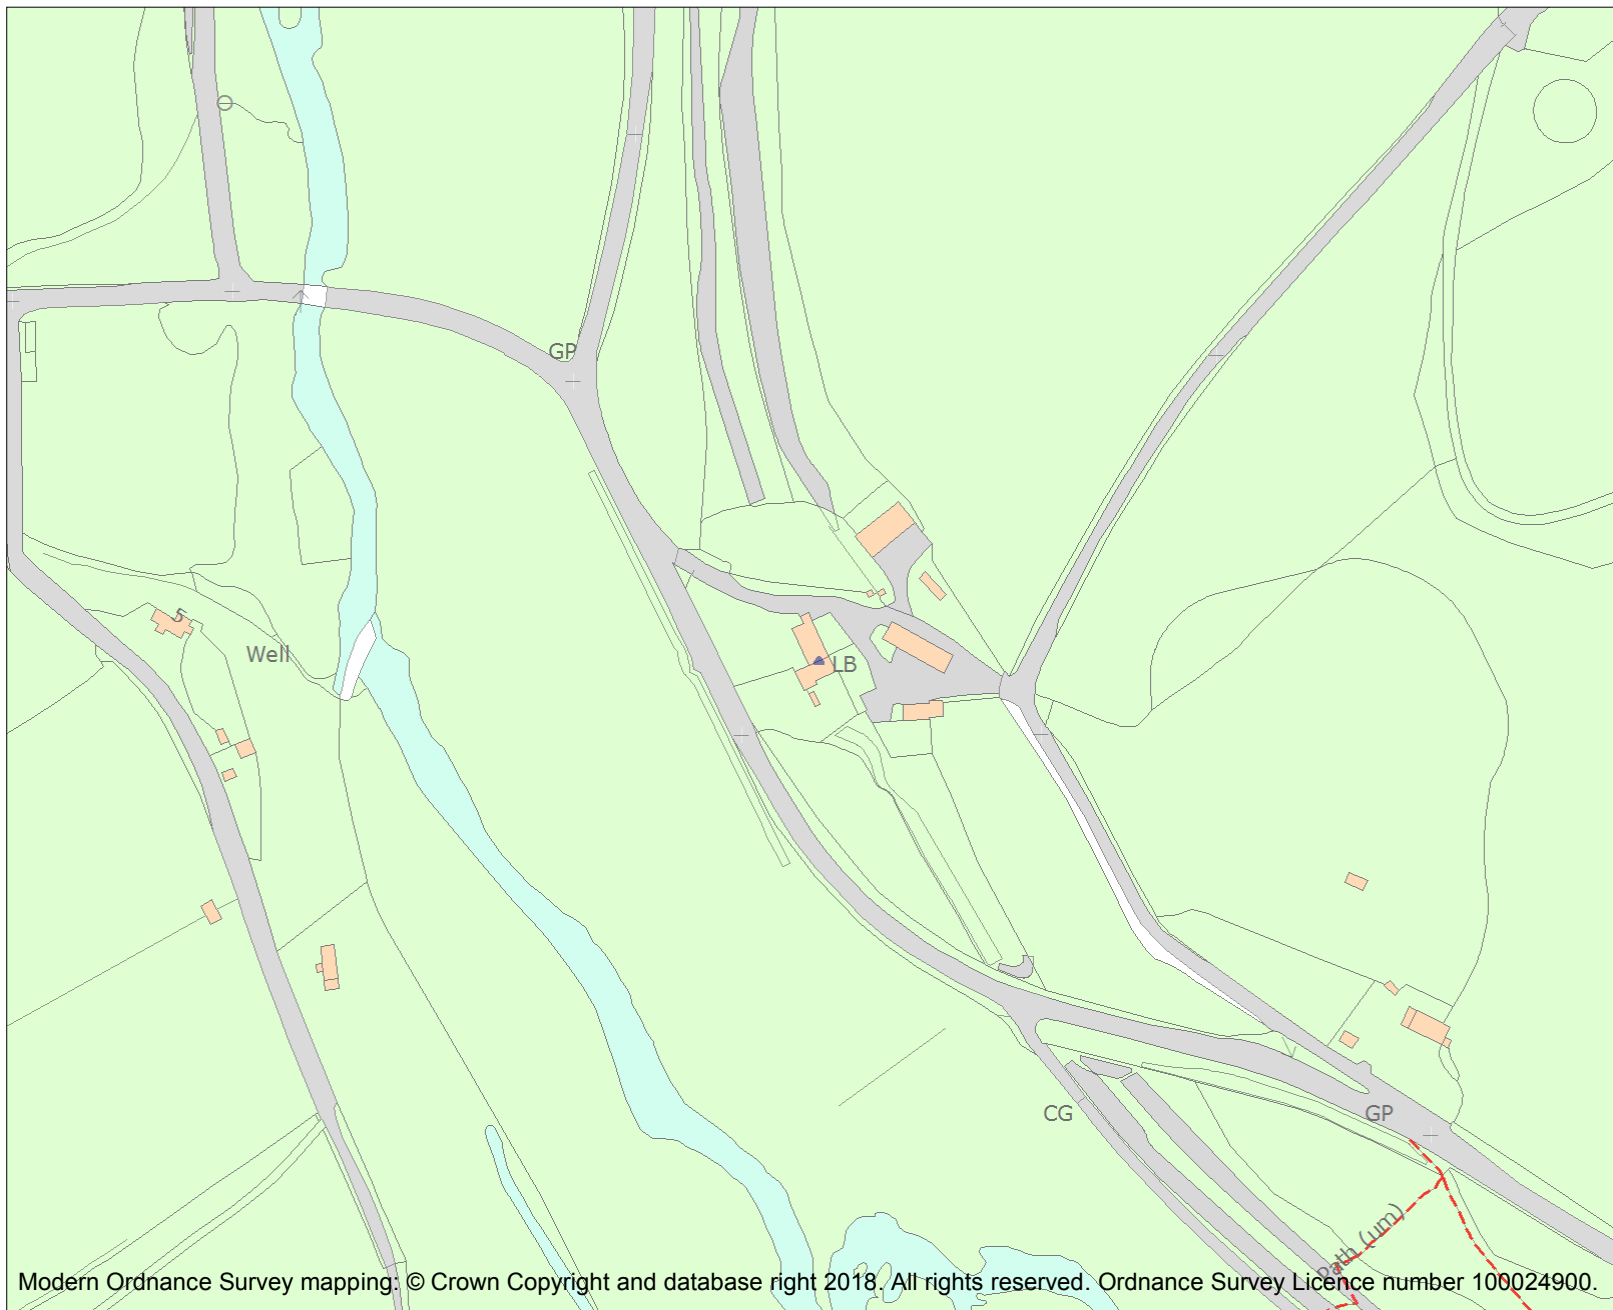 GP
5
Well
LB
CG
GP
Path (um)
Modern Ordnance Survey mapping: © Crown Copyright and database right 2018. All rights reserved. Ordnance Survey Licence number 100024900.